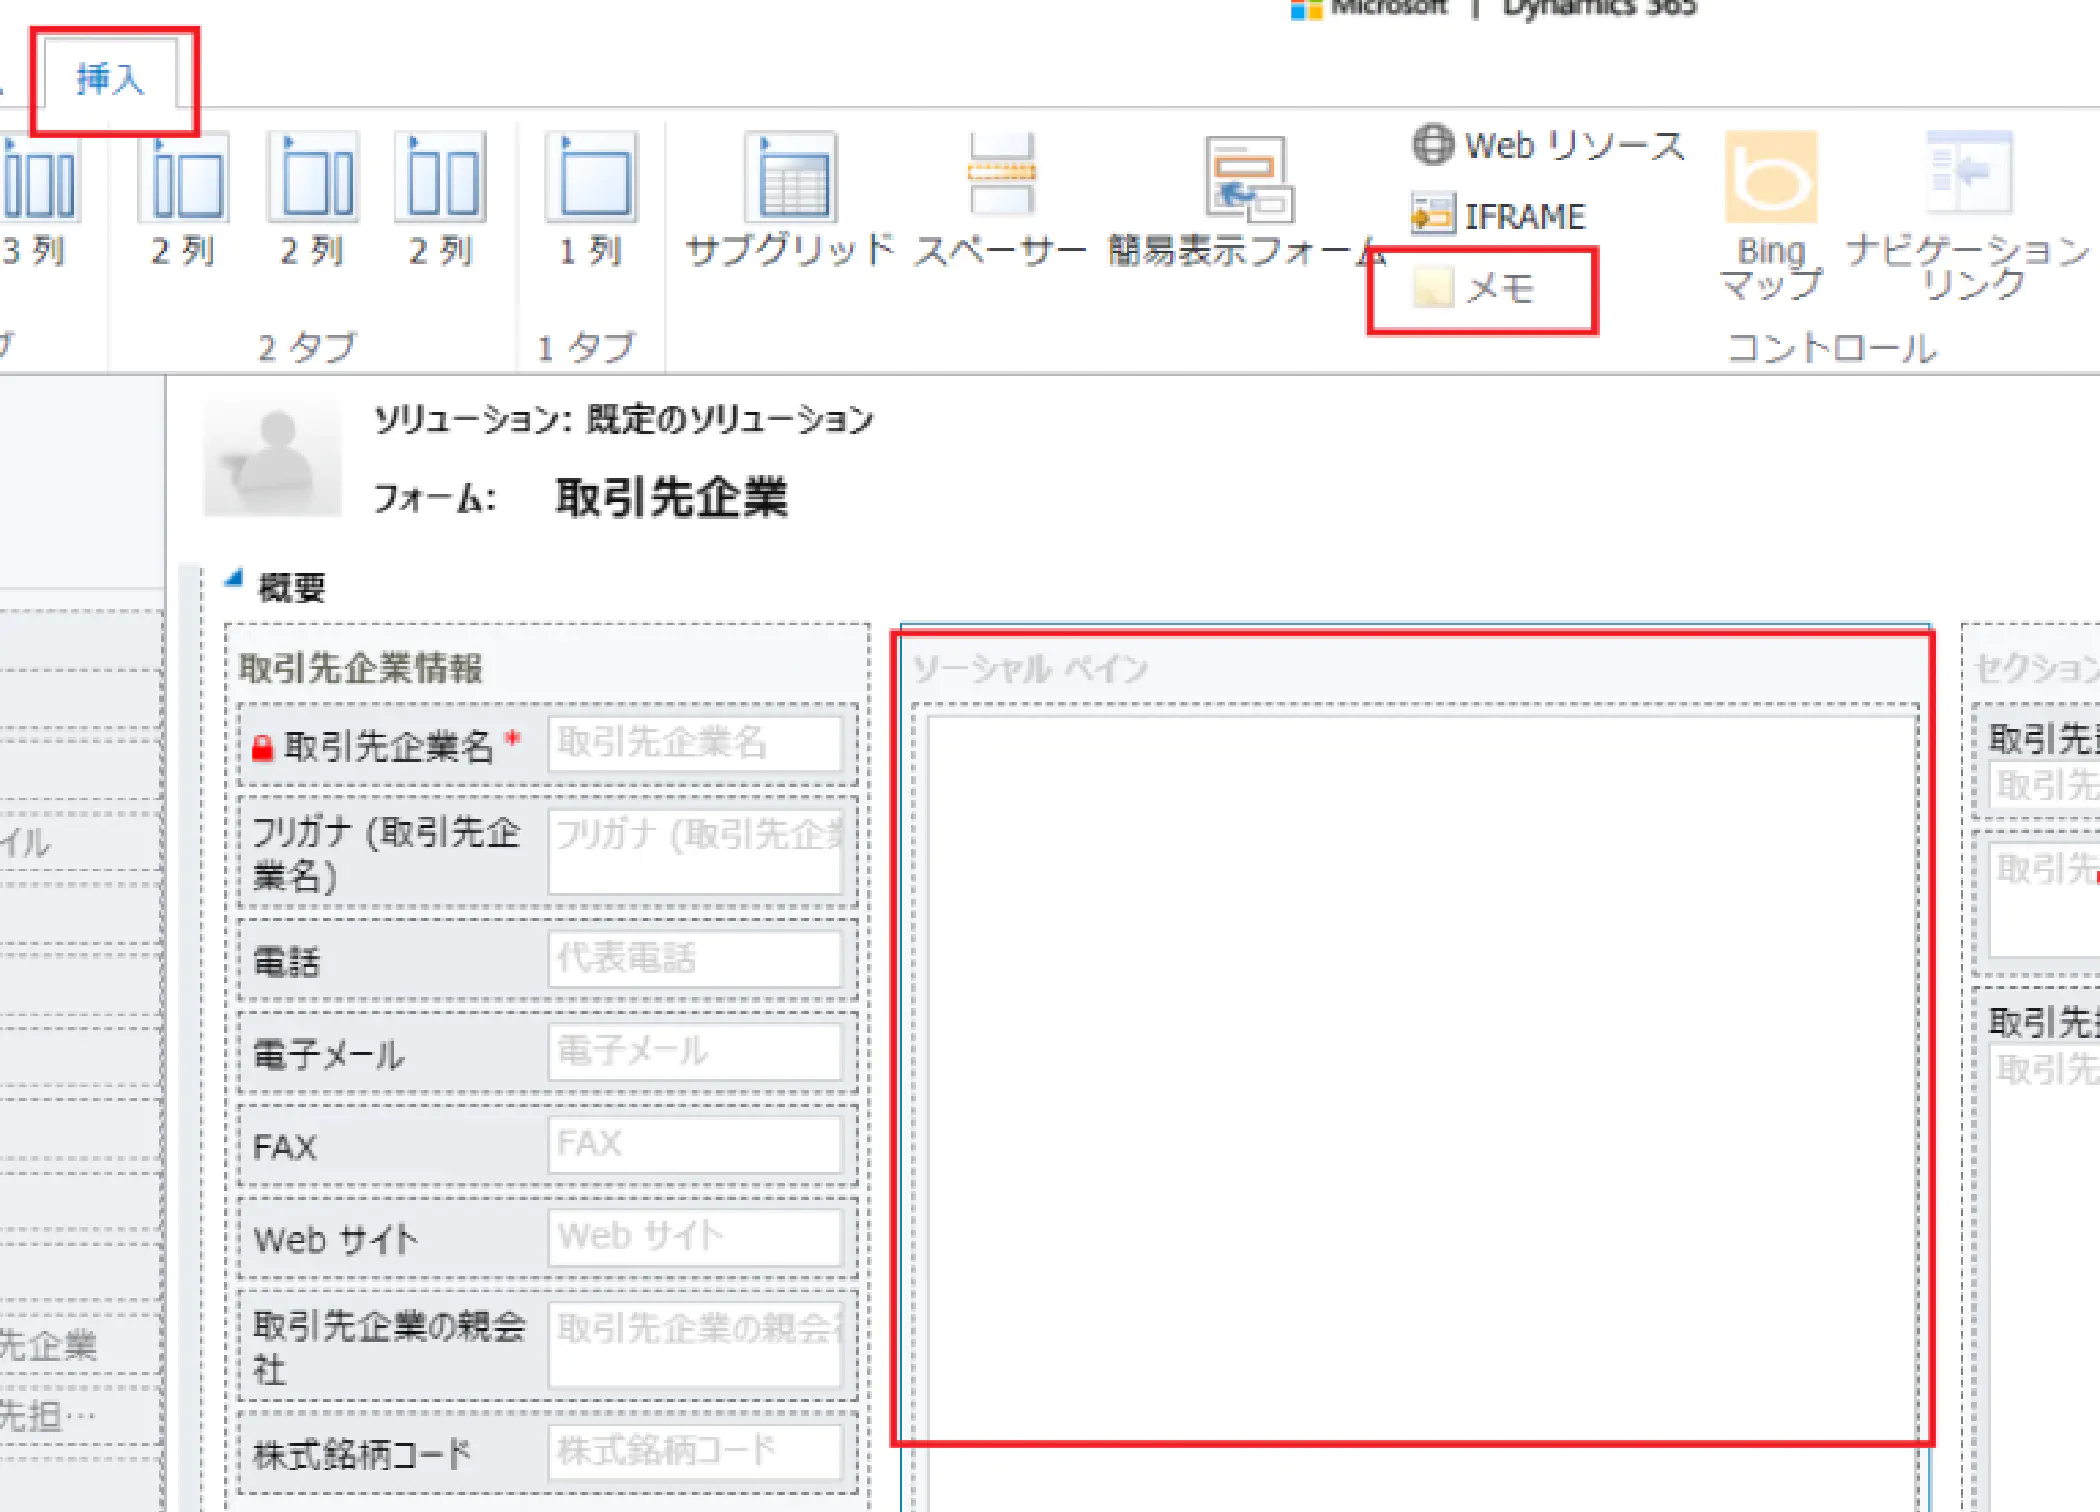 Microsoft | Dynamics 365
挿入
3 列
2 列
2 列
2 列
1 列
サブグリッド
スペーサー
簡易表示フォーム
Web リソース
IFRAME
メモ
Bing
マップ
ナビゲーション
リンク
ブ
2 タブ
1 タブ
コントロール
ソリューション: 既定のソリューション
フォーム: 取引先企業
概要
取引先企業情報
取引先企業名*
取引先企業名
フリガナ (取引先企
業名)
フリガナ (取引先企業
電話
代表電話
電子メール
電子メール
FAX
FAX
Web サイト
Web サイト
取引先企業の親会
社
取引先企業の親会社
株式銘柄コード
株式銘柄コード
ソーシャル ペイン
セクション
取引先
取引先
取引先
取引先
取引先
イル
先企業
先担…